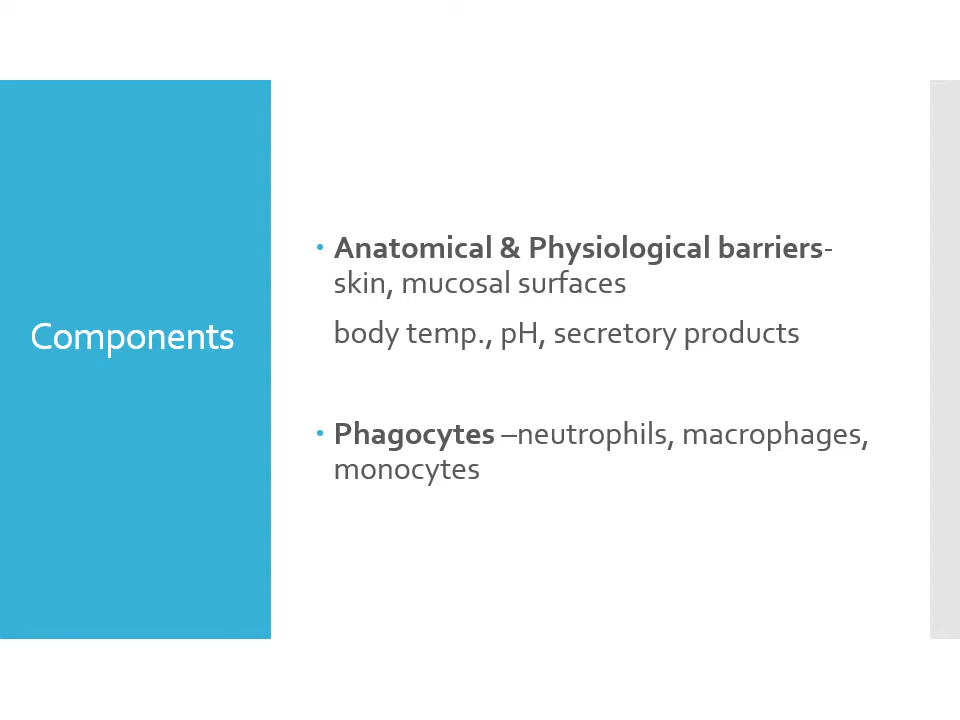 Components
• Anatomical & Physiological barriers-
skin, mucosal surfaces
body temp., pH, secretory products
• Phagocytes –neutrophils, macrophages,
monocytes